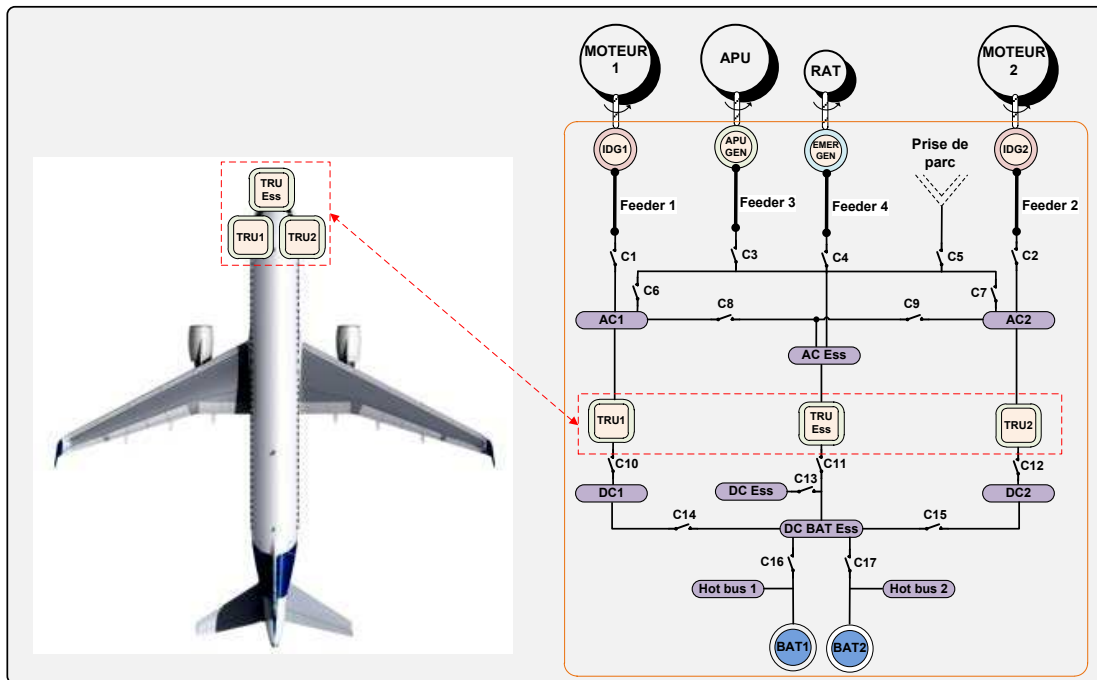 MOTEUR
1
APU
RAT
MOTEUR
2
IDG1
APU
GEN
EMER
GEN
Prise de
parc
IDG2
Feeder 1
Feeder 3
Feeder 4
Feeder 2
C1
C3
C4
C5
C2
C6
C7
C8
C9
AC1
AC2
AC Ess
TRU
Ess
TRU1
TRU2
TRU1
TRU
Ess
TRU2
C10
C11
C12
C13
DC1
DC Ess
DC2
C14
C15
DC BAT Ess
C16
C17
Hot bus 1
Hot bus 2
BAT1
BAT2